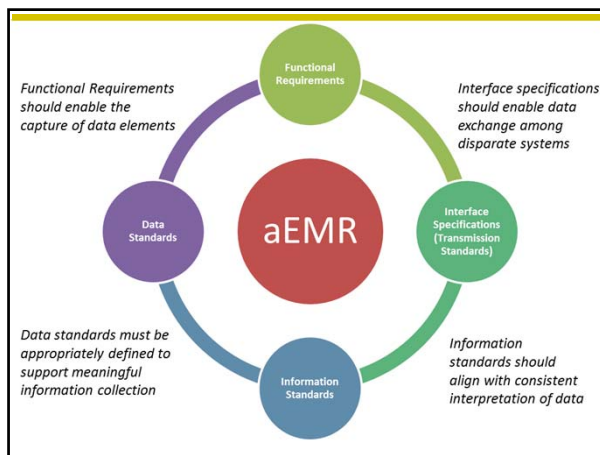 Functional
Requirements
Functional Requirements
should enable the
capture of data elements
Interface specifications
should enable data
exchange among
disparate systems
Data
Standards
aEMR
Interface
Specifications
(Transmission
Standards)
Data standards must be
appropriately defined to
support meaningful
information collection
Information
standards should
align with consistent
interpretation of data
Information
Standards